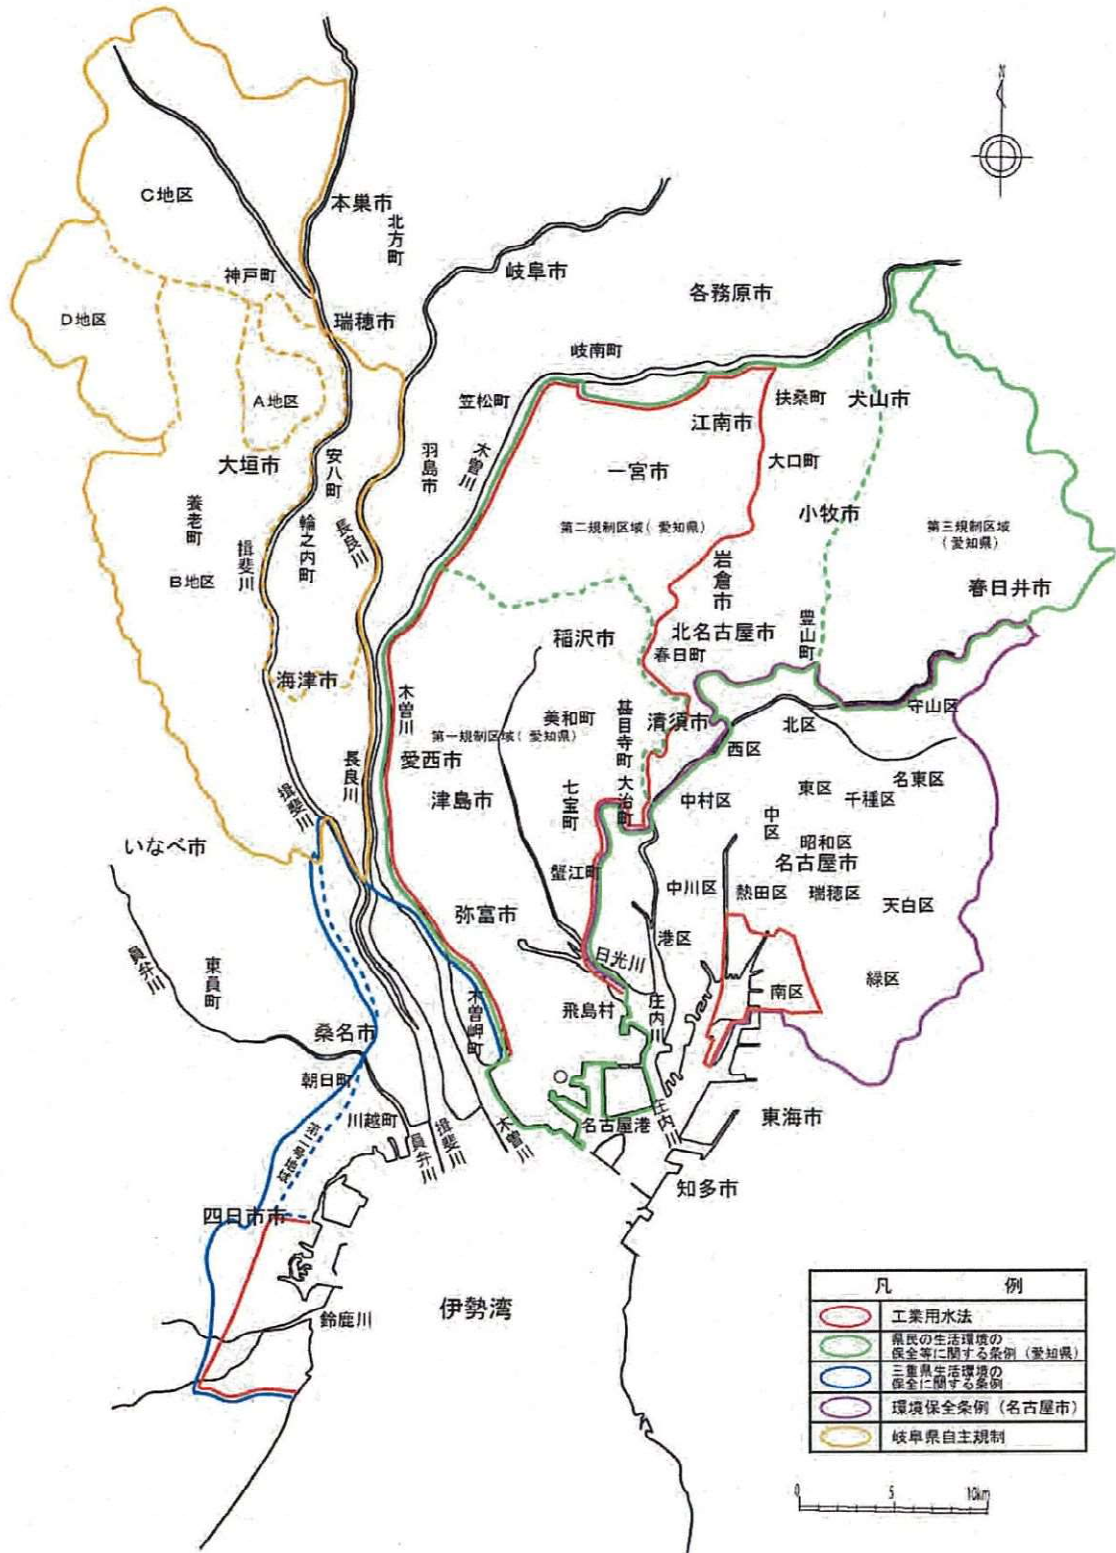 N
C地区
本巣市
北方町
神戸町
岐阜市
各務原市
D地区
瑞穂市
岐南町
A地区
笠松町
扶桑町
犬山市
江南市
大垣市
安八町
羽島市
木曽川
一宮市
大口町
養老町
揖斐川
輪之内町
長良川
小牧市
第二規制区域(愛知県)
第三規制区域
(愛知県)
B地区
岩倉市
春日井市
稲沢市
北名古屋市
豊山町
春日町
海津市
木曽川
美和町
甚目寺町
清須市
守山区
北区
第一規制区域(愛知県)
西区
愛西市
長良川
揖斐川
津島市
七宝町
大治町
中村区
東区
千種区
名東区
中区
昭和区
いなべ市
名古屋市
蟹江町
中川区
熱田区
瑞穂区
天白区
弥富市
港区
員弁川
東員町
日光川
南区
緑区
木曽岬町
飛島村
庄内川
桑名市
朝日町
川越町
員弁川
揖斐川
木曽川
名古屋港
庄内川
東海市
第二号地域
知多市
四日市市
伊勢湾
鈴鹿川
凡 例
工業用水法
県民の生活環境の
保全等に関する条例(愛知県)
三重県生活環境の
保全に関する条例
環境保全条例(名古屋市)
岐阜県自主規制
0 5 10km